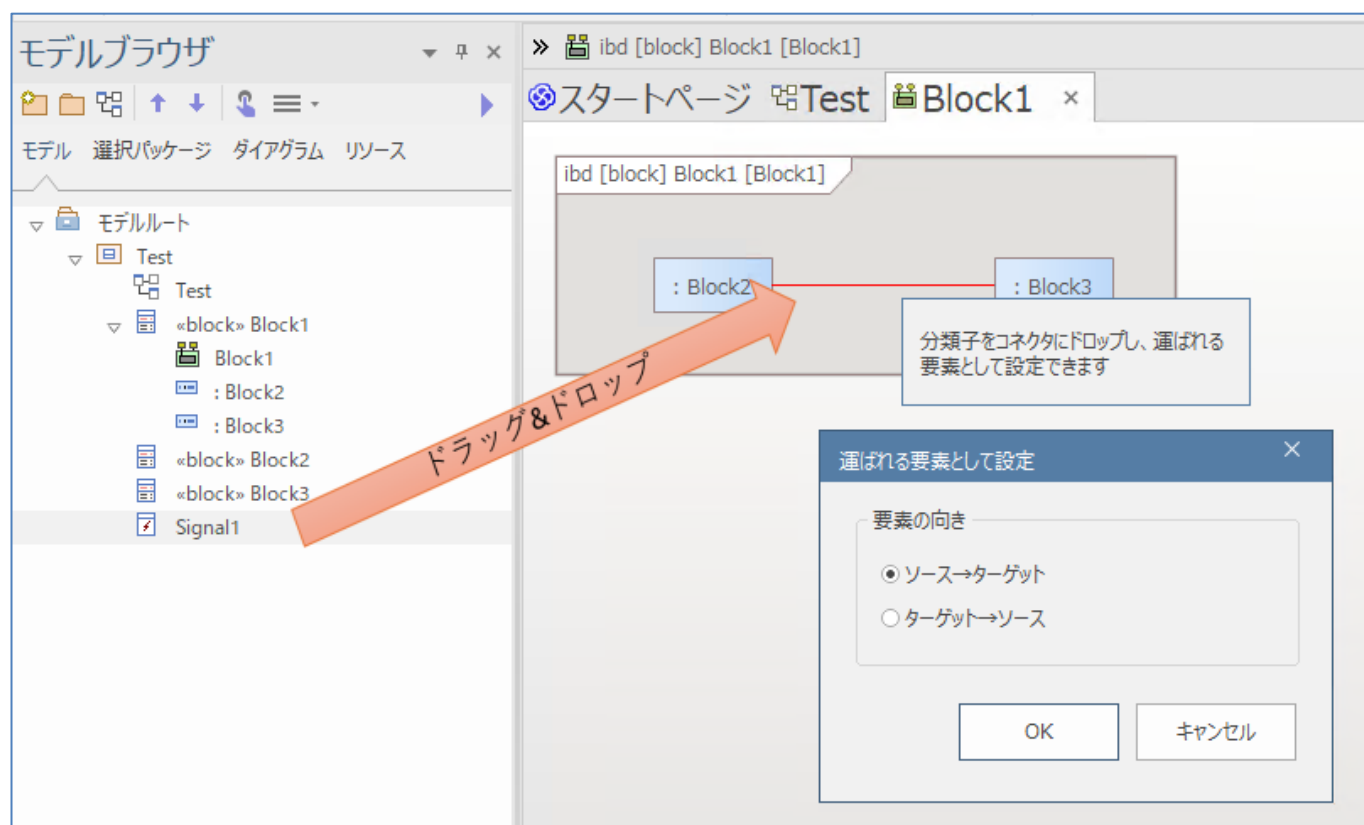 モデルブラウザ
モデル 選択パッケージ ダイアグラム リソース
モデルルート
Test
Test
«block» Block1
Block1
: Block2
: Block3
«block» Block2
«block» Block3
Signal1
ドラッグ&ドロップ
ibd [block] Block1 [Block1]
スタートページ Test Block1
ibd [block] Block1 [Block1]
: Block2
: Block3
分類子をコネクタにドロップし、運ばれる
要素として設定できます
運ばれる要素として設定
要素の向き
ソース→ターゲット
ターゲット→ソース
OK キャンセル